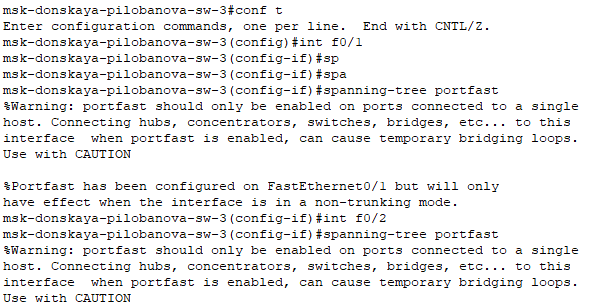 msk-donskaya-pilobanova-sw-3#conf t
Enter configuration commands, one per line.  End with CNTL/Z.
msk-donskaya-pilobanova-sw-3(config)#int f0/1
msk-donskaya-pilobanova-sw-3(config-if)#sp
msk-donskaya-pilobanova-sw-3(config-if)#spa
msk-donskaya-pilobanova-sw-3(config-if)#spanning-tree portfast
%Warning: portfast should only be enabled on ports connected to a single
host. Connecting hubs, concentrators, switches, bridges, etc... to this
interface  when portfast is enabled, can cause temporary bridging loops.
Use with CAUTION

%Portfast has been configured on FastEthernet0/1 but will only
have effect when the interface is in a non-trunking mode.
msk-donskaya-pilobanova-sw-3(config-if)#int f0/2
msk-donskaya-pilobanova-sw-3(config-if)#spanning-tree portfast
%Warning: portfast should only be enabled on ports connected to a single
host. Connecting hubs, concentrators, switches, bridges, etc... to this
interface  when portfast is enabled, can cause temporary bridging loops.
Use with CAUTION